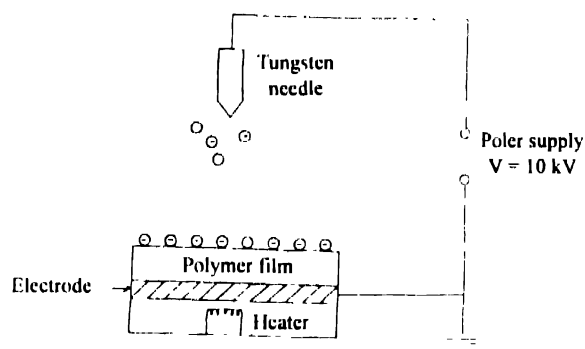 Tungsten
needle
Poler supply
V = 10 kV
Polymer film
Electrode
Heater